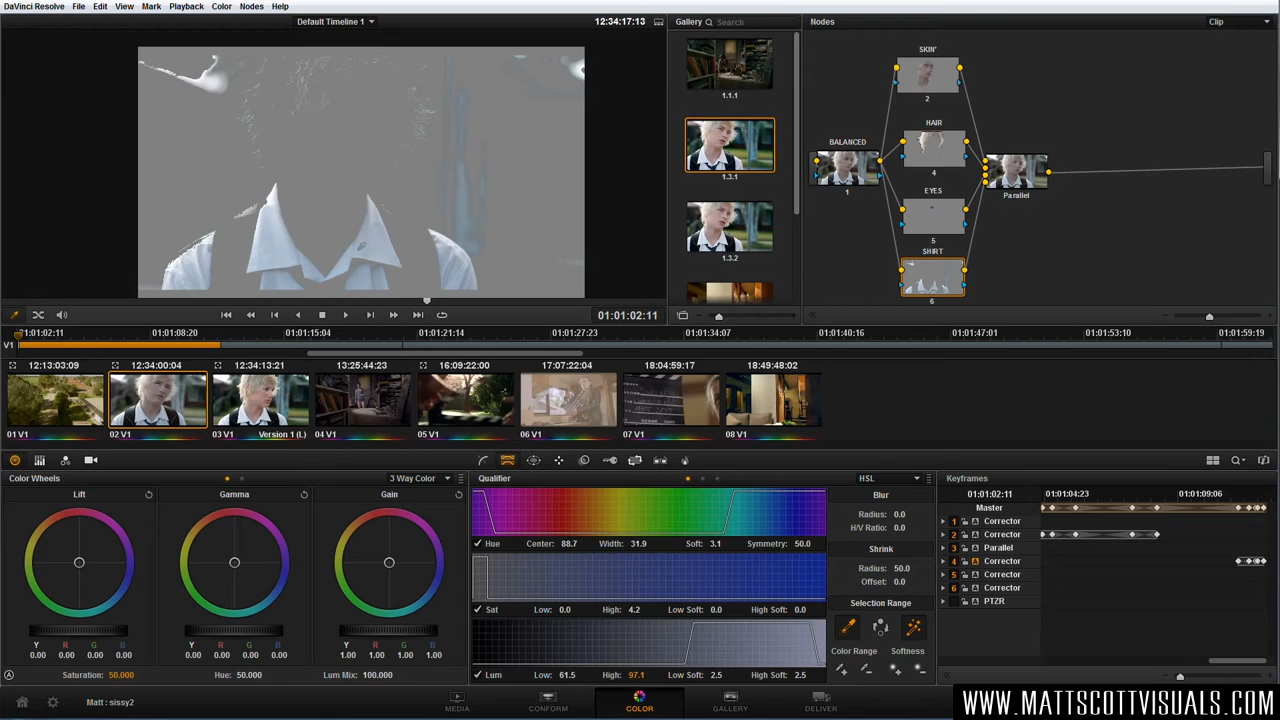 DaVinci Resolve File Edit View Mark Playback Color Nodes Help
Default Timeline 1 12:34:17:13 Gallery Search Nodes Clip
1.1.1
1.3.1
1.3.2
SKIN'
2
HAIR
4
BALANCED
1
Parallel
EYES
5
SHIRT
6
01:01:02:11
01:01:02:11 01:01:08:20 01:01:15:04 01:01:21:14 01:01:27:23 01:01:34:07 01:01:40:16 01:01:47:01 01:01:53:10 01:01:59:19
V1
12:13:03:09 12:34:00:04 12:34:13:21 13:25:44:23 16:09:22:00 17:07:22:04 18:04:59:17 18:49:48:02
01 V1 02 V1 03 V1 Version 1 (L) 04 V1 05 V1 06 V1 07 V1 08 V1
Color Wheels 3 Way Color
Lift Gamma Gain
Y R G B Y R G B Y R G B
0.00 0.00 0.00 0.00 0.00 0.00 0.00 0.00 1.00 1.00 1.00 1.00
Saturation: 50.000 Hue: 50.000 Lum Mix: 100.000
Qualifier HSL
Hue Center: 88.7 Width: 31.9 Soft: 3.1 Symmetry: 50.0
Sat Low: 0.0 High: 4.2 Low Soft: 0.0 High Soft: 0.0
Lum Low: 61.5 High: 97.1 Low Soft: 2.5 High Soft: 2.5
Blur
Radius: 0.0
H/V Ratio: 0.0
Shrink
Radius: 50.0
Offset: 0.0
Selection Range
Color Range Softness
Keyframes
01:01:02:11 01:01:04:23 01:01:09:06
Master
1 Corrector
2 Corrector
3 Parallel
4 Corrector
5 Corrector
6 Corrector
PTZR
Matt : sissy2
MEDIA CONFORM COLOR GALLERY DELIVER
WWW.MATTSCOTTVISUALS.COM